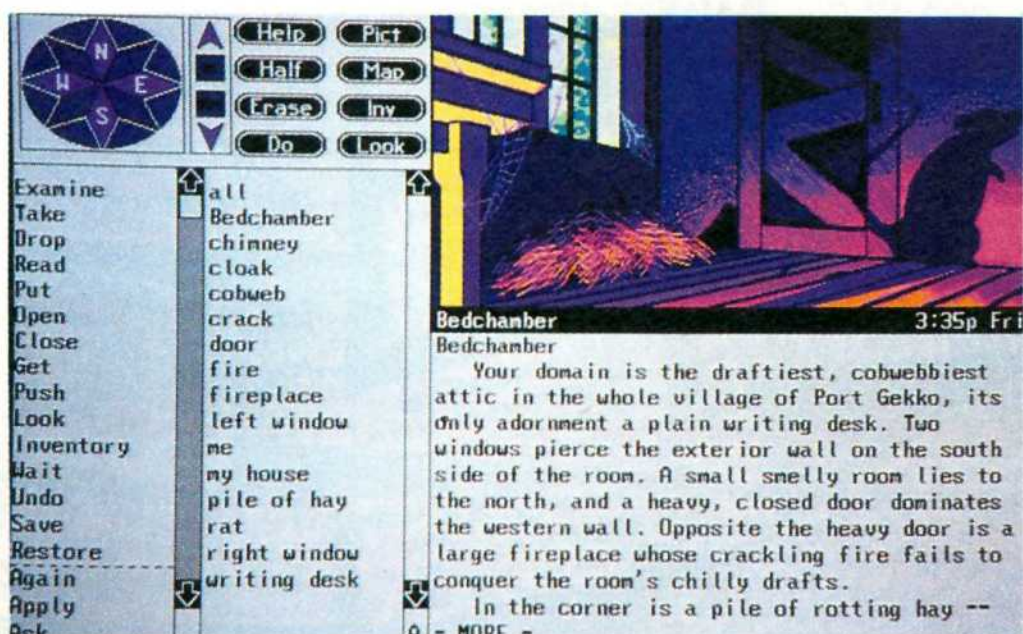 N
W E
S
Help Pict
Half Map
Erase Inv
Do Look
Examine
Take
Drop
Read
Put
Open
Close
Get
Push
Look
Inventory
Wait
Undo
Save
Restore
Again
Apply
Ask
all
Bedchamber
chimney
cloak
cobweb
crack
door
fire
fireplace
left window
me
my house
pile of hay
rat
right window
writing desk
Bedchamber 3:35p Fri
Bedchamber
Your domain is the draftiest, cobwebbiest
attic in the whole village of Port Gekko, its
only adornment a plain writing desk. Two
windows pierce the exterior wall on the south
side of the room. A small smelly room lies to
the north, and a heavy, closed door dominates
the western wall. Opposite the heavy door is a
large fireplace whose crackling fire fails to
conquer the room's chilly drafts.
In the corner is a pile of rotting hay --
- MORE -